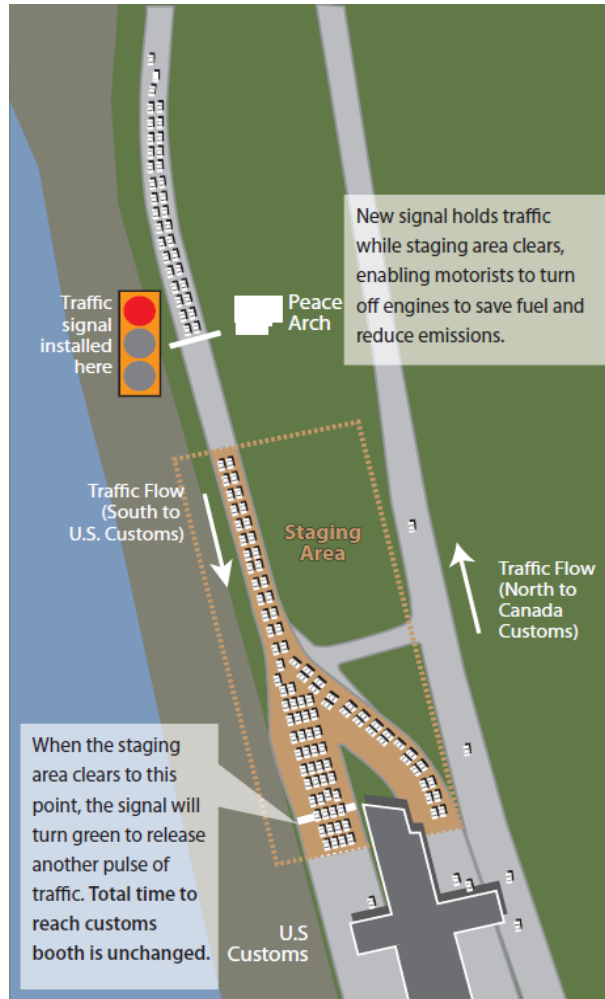 New signal holds traffic
while staging area clears,
enabling motorists to turn
off engines to save fuel and
reduce emissions.
Traffic
signal
installed
here
Peace
Arch
Traffic Flow
(South to
U.S. Customs)
Staging
Area
Traffic Flow
(North to
Canada
Customs)
When the staging
area clears to this
point, the signal will
turn green to release
another pulse of
traffic. Total time to
reach customs
booth is unchanged.
U.S
Customs